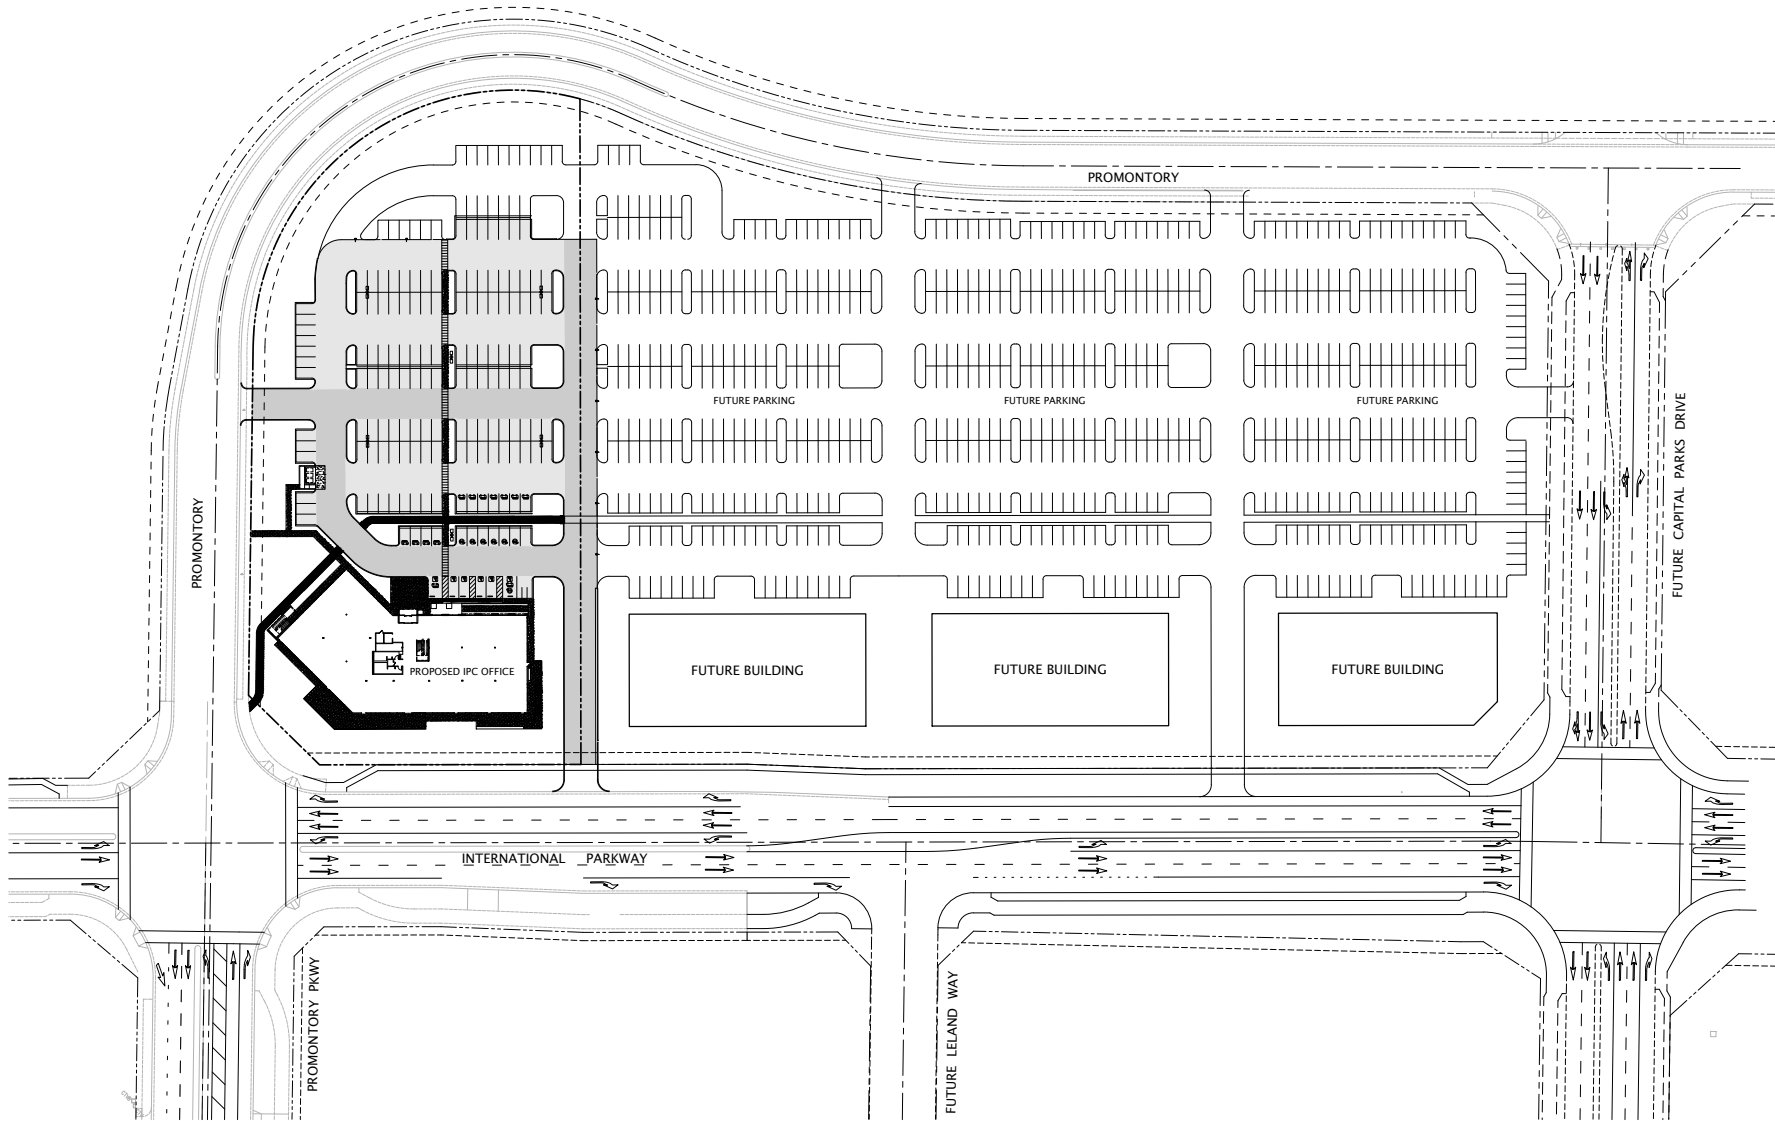 PROMONTORY
FUTURE PARKING
FUTURE PARKING
FUTURE PARKING
FUTURE CAPITAL PARKS DRIVE
PROMONTORY
PROPOSED IPC OFFICE
FUTURE BUILDING
FUTURE BUILDING
FUTURE BUILDING
INTERNATIONAL PARKWAY
PROMONTORY PKWY
FUTURE LELAND WAY